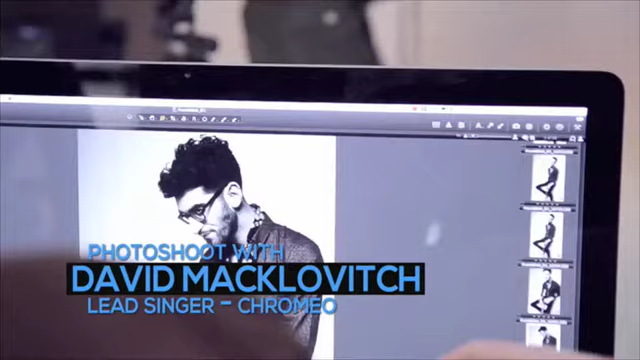 PHOTOSHOOT WITH
DAVID MACKLOVITCH
LEAD SINGER - CHROMEO